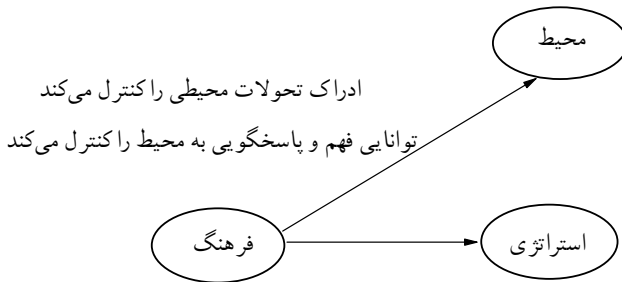 محیط
ادراک تحولات محیطی را کنترل می‌کند
توانایی فهم و پاسخگویی به محیط را کنترل می‌کند
فرهنگ
استراتژی